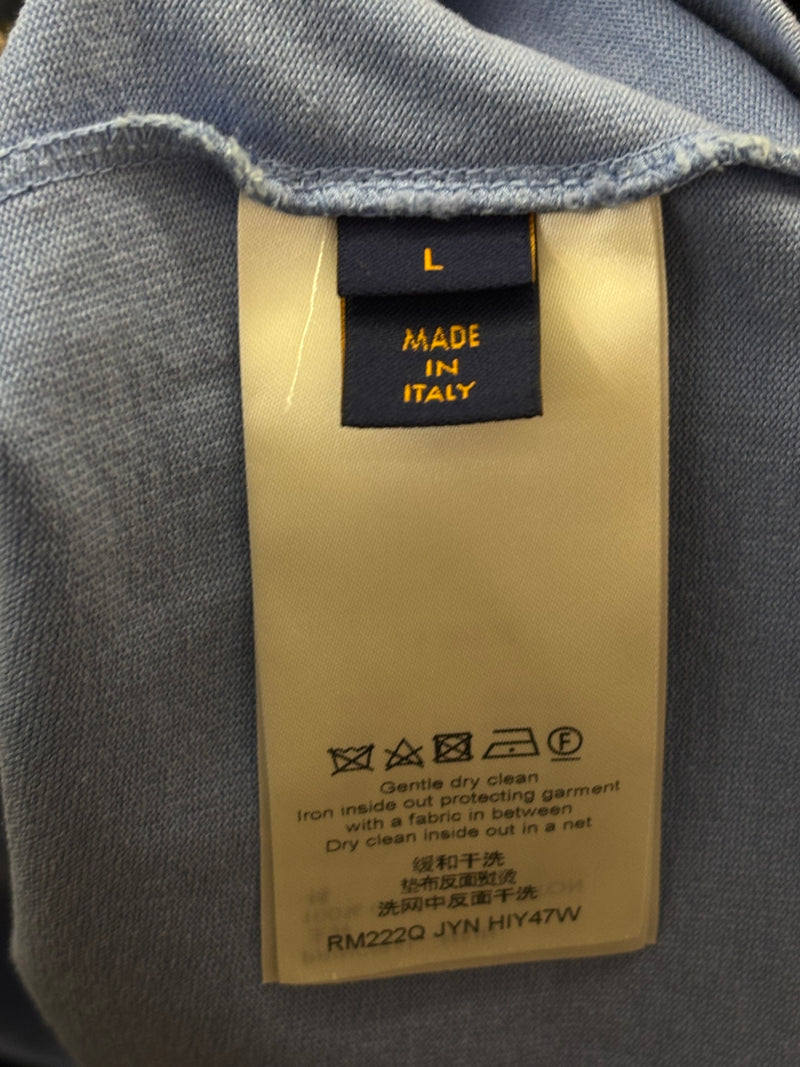 L
MADE
IN
ITALY
F
Gentle dry clean
Iron inside out protecting garment
with a fabric in between
Dry clean inside out in a net
缓和干洗
垫布反面熨烫
洗网中反面干洗
RM222Q JYN HIY47W